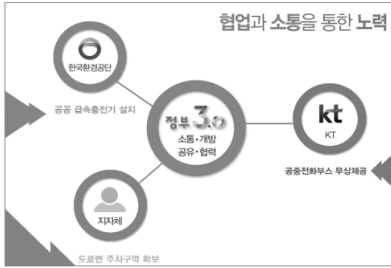 협업과 소통을 통한 노력
한국환경공단
공공 급속충전기 설치
정부 3.0
소통·개방
공유·협력
kt
KT
공중전화부스 무상제공
지자체
도로변 주차구역 확보